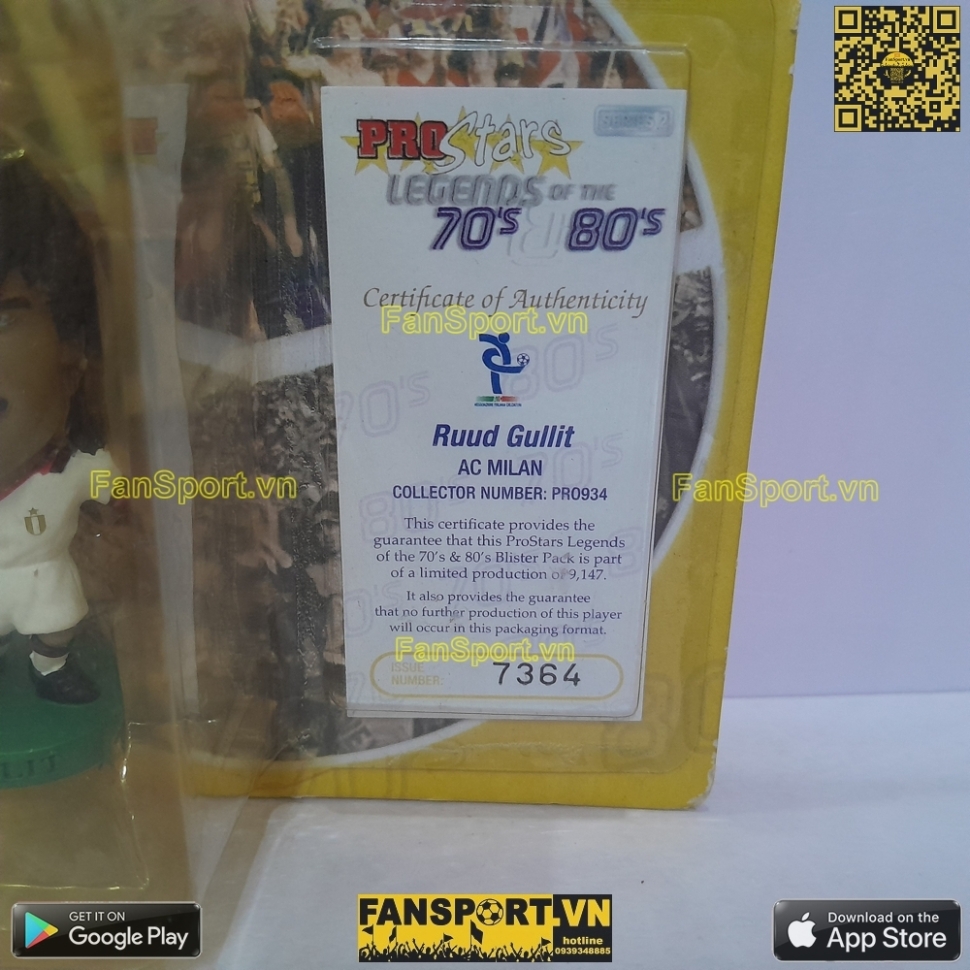 PROStars
LEGENDS OF THE
70's & 80's
Certificate of Authenticity
FanSport.vn
Ruud Gullit
AC MILAN
COLLECTOR NUMBER: PRO934
FanSport.vn
FanSport.vn
This certificate provides the
guarantee that this ProStars Legends
of the 70's & 80's Blister Pack is part
of a limited production of 9,147.
It also provides the guarantee
that no further production of this player
will occur in this packaging format.
FanSport.vn
ISSUE
NUMBER:
7364
GET IT ON
Google Play
FANSPORT.VN
hotline
0939348885
Download on the
App Store